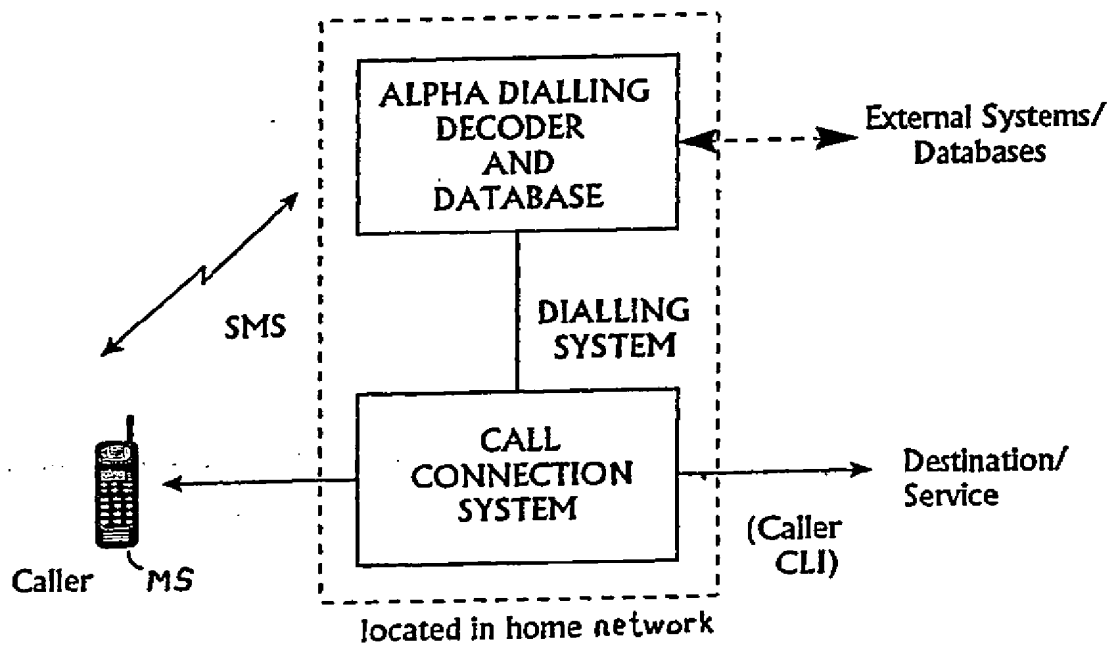 ALPHA DIALLING
DECODER
AND
DATABASE
External Systems/
Databases
SMS
DIALLING
SYSTEM
CALL
CONNECTION
SYSTEM
Destination/
Service
(Caller
CLI)
Caller
MS
located in home network